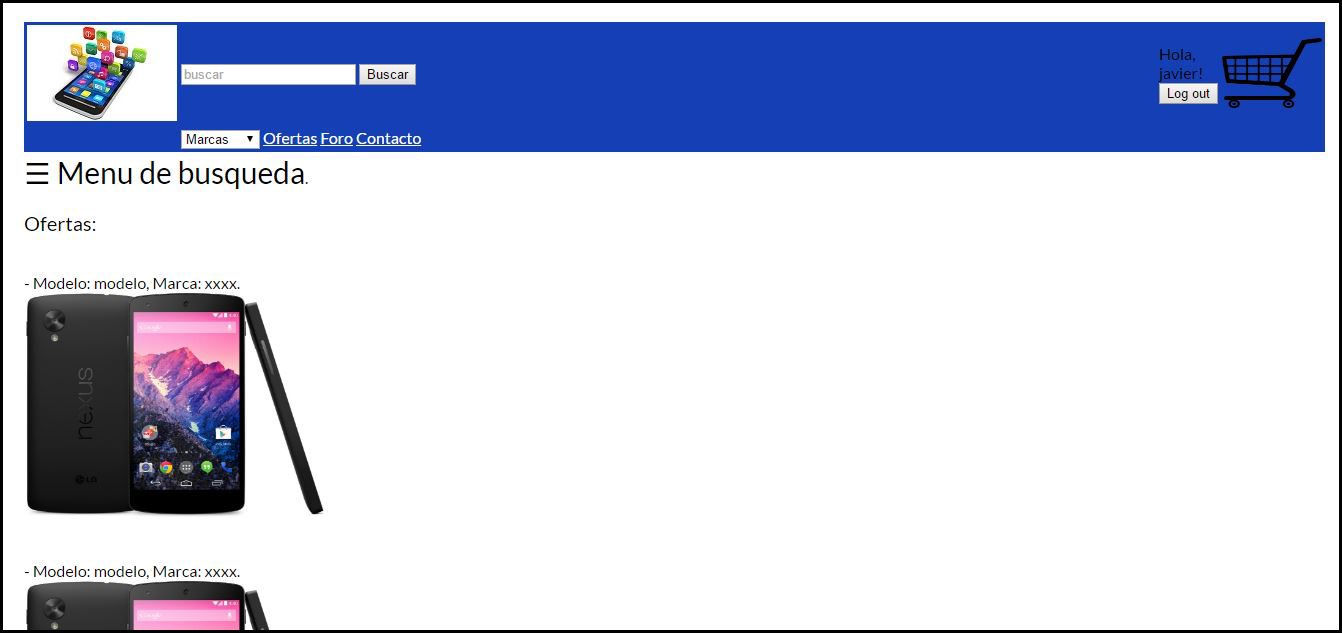 buscar Buscar
Hola,
javier!
Log out
Marcas Ofertas Foro Contacto
☰ Menu de busqueda.
Ofertas:
- Modelo: modelo, Marca: xxxx.
nexus
LG
- Modelo: modelo, Marca: xxxx.